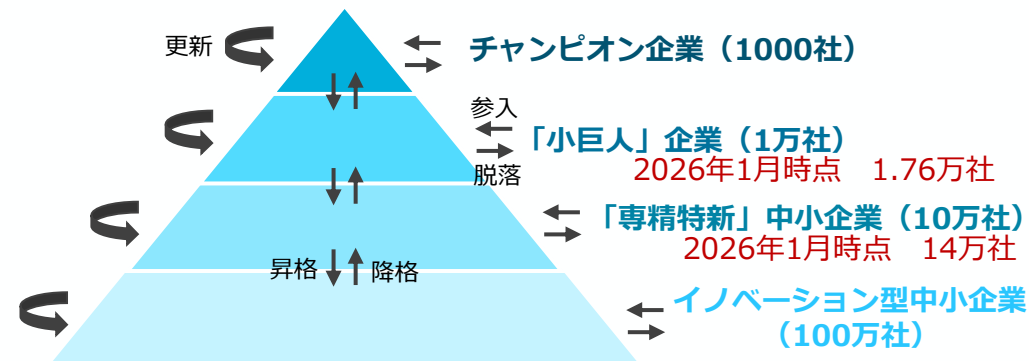 更新
チャンピオン企業（1000社）
参入
「小巨人」企業（1万社）
2026年1月時点　1.76万社
脱落
「専精特新」中小企業（10万社）
2026年1月時点　14万社
昇格
降格
イノベーション型中小企業
（100万社）